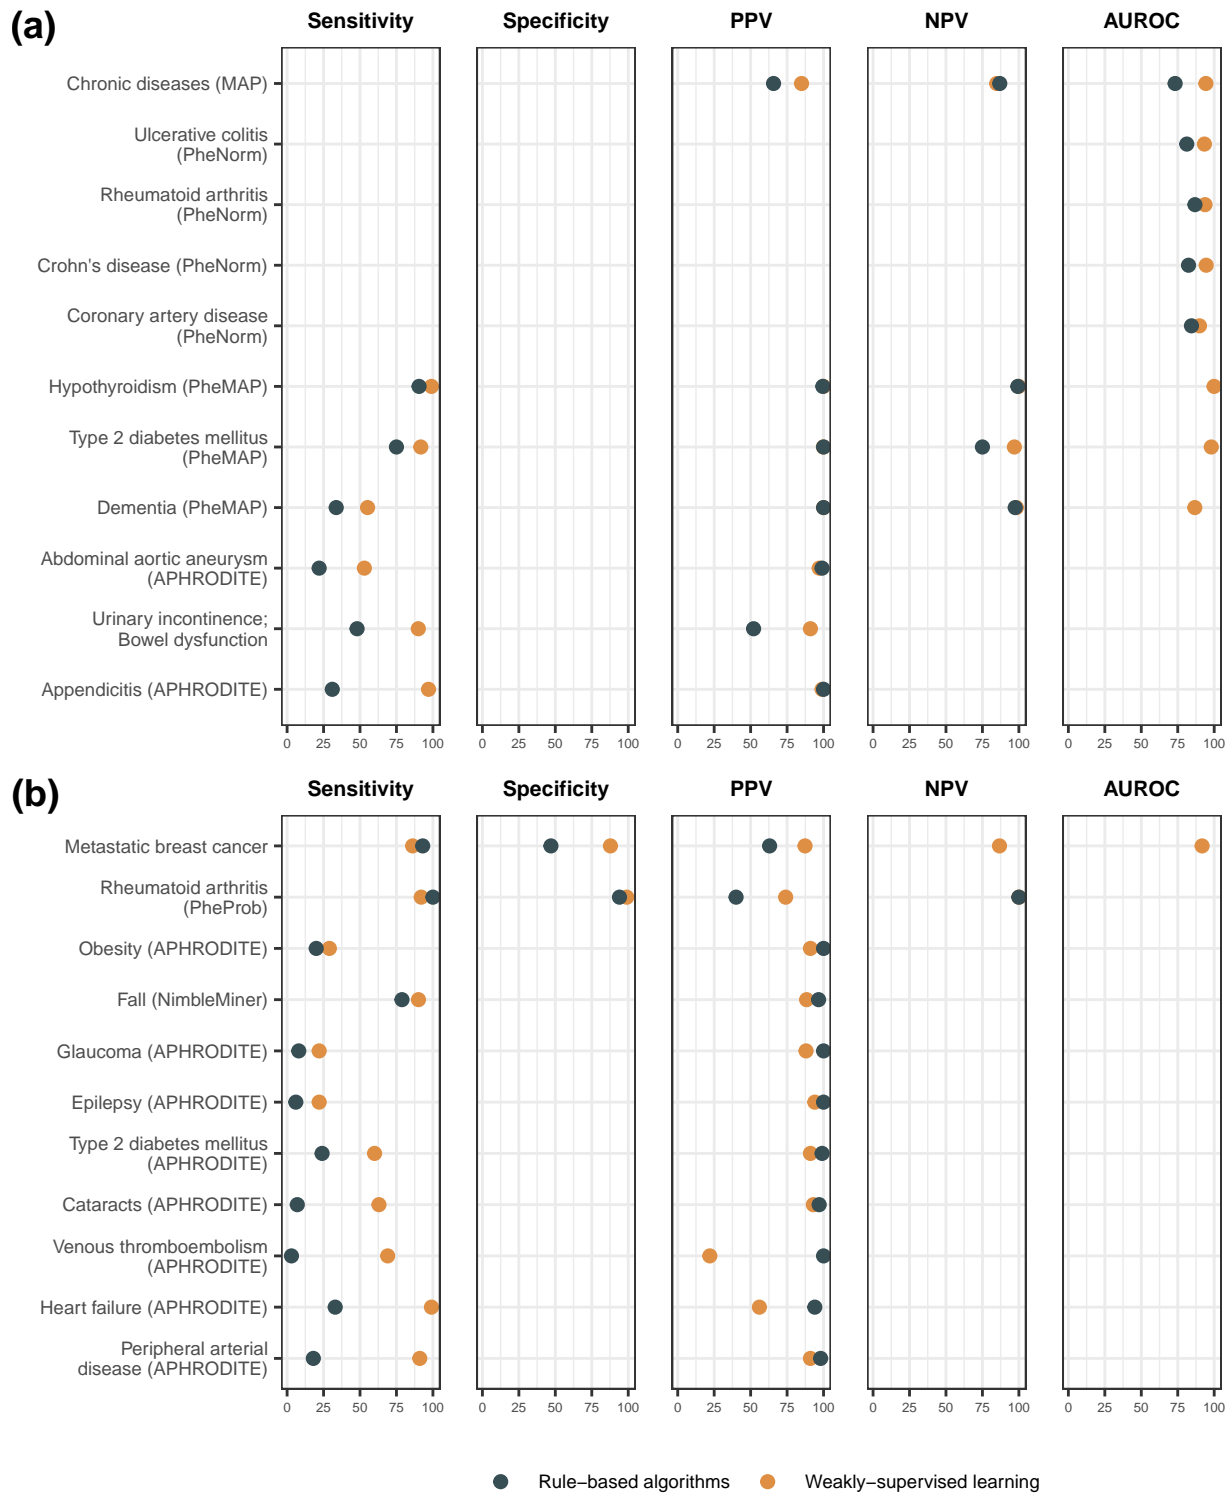 (a)
Sensitivity Specificity PPV NPV AUROC
Chronic diseases (MAP)
Ulcerative colitis
(PheNorm)
Rheumatoid arthritis
(PheNorm)
Crohn's disease (PheNorm)
Coronary artery disease
(PheNorm)
Hypothyroidism (PheMAP)
Type 2 diabetes mellitus
(PheMAP)
Dementia (PheMAP)
Abdominal aortic aneurysm
(APHRODITE)
Urinary incontinence;
Bowel dysfunction
Appendicitis (APHRODITE)
0 25 50 75 100 0 25 50 75 100 0 25 50 75 100 0 25 50 75 100 0 25 50 75 100
(b)
Sensitivity Specificity PPV NPV AUROC
Metastatic breast cancer
Rheumatoid arthritis
(PheProb)
Obesity (APHRODITE)
Fall (NimbleMiner)
Glaucoma (APHRODITE)
Epilepsy (APHRODITE)
Type 2 diabetes mellitus
(APHRODITE)
Cataracts (APHRODITE)
Venous thromboembolism
(APHRODITE)
Heart failure (APHRODITE)
Peripheral arterial
disease (APHRODITE)
0 25 50 75 100 0 25 50 75 100 0 25 50 75 100 0 25 50 75 100 0 25 50 75 100
Rule−based algorithms Weakly−supervised learning